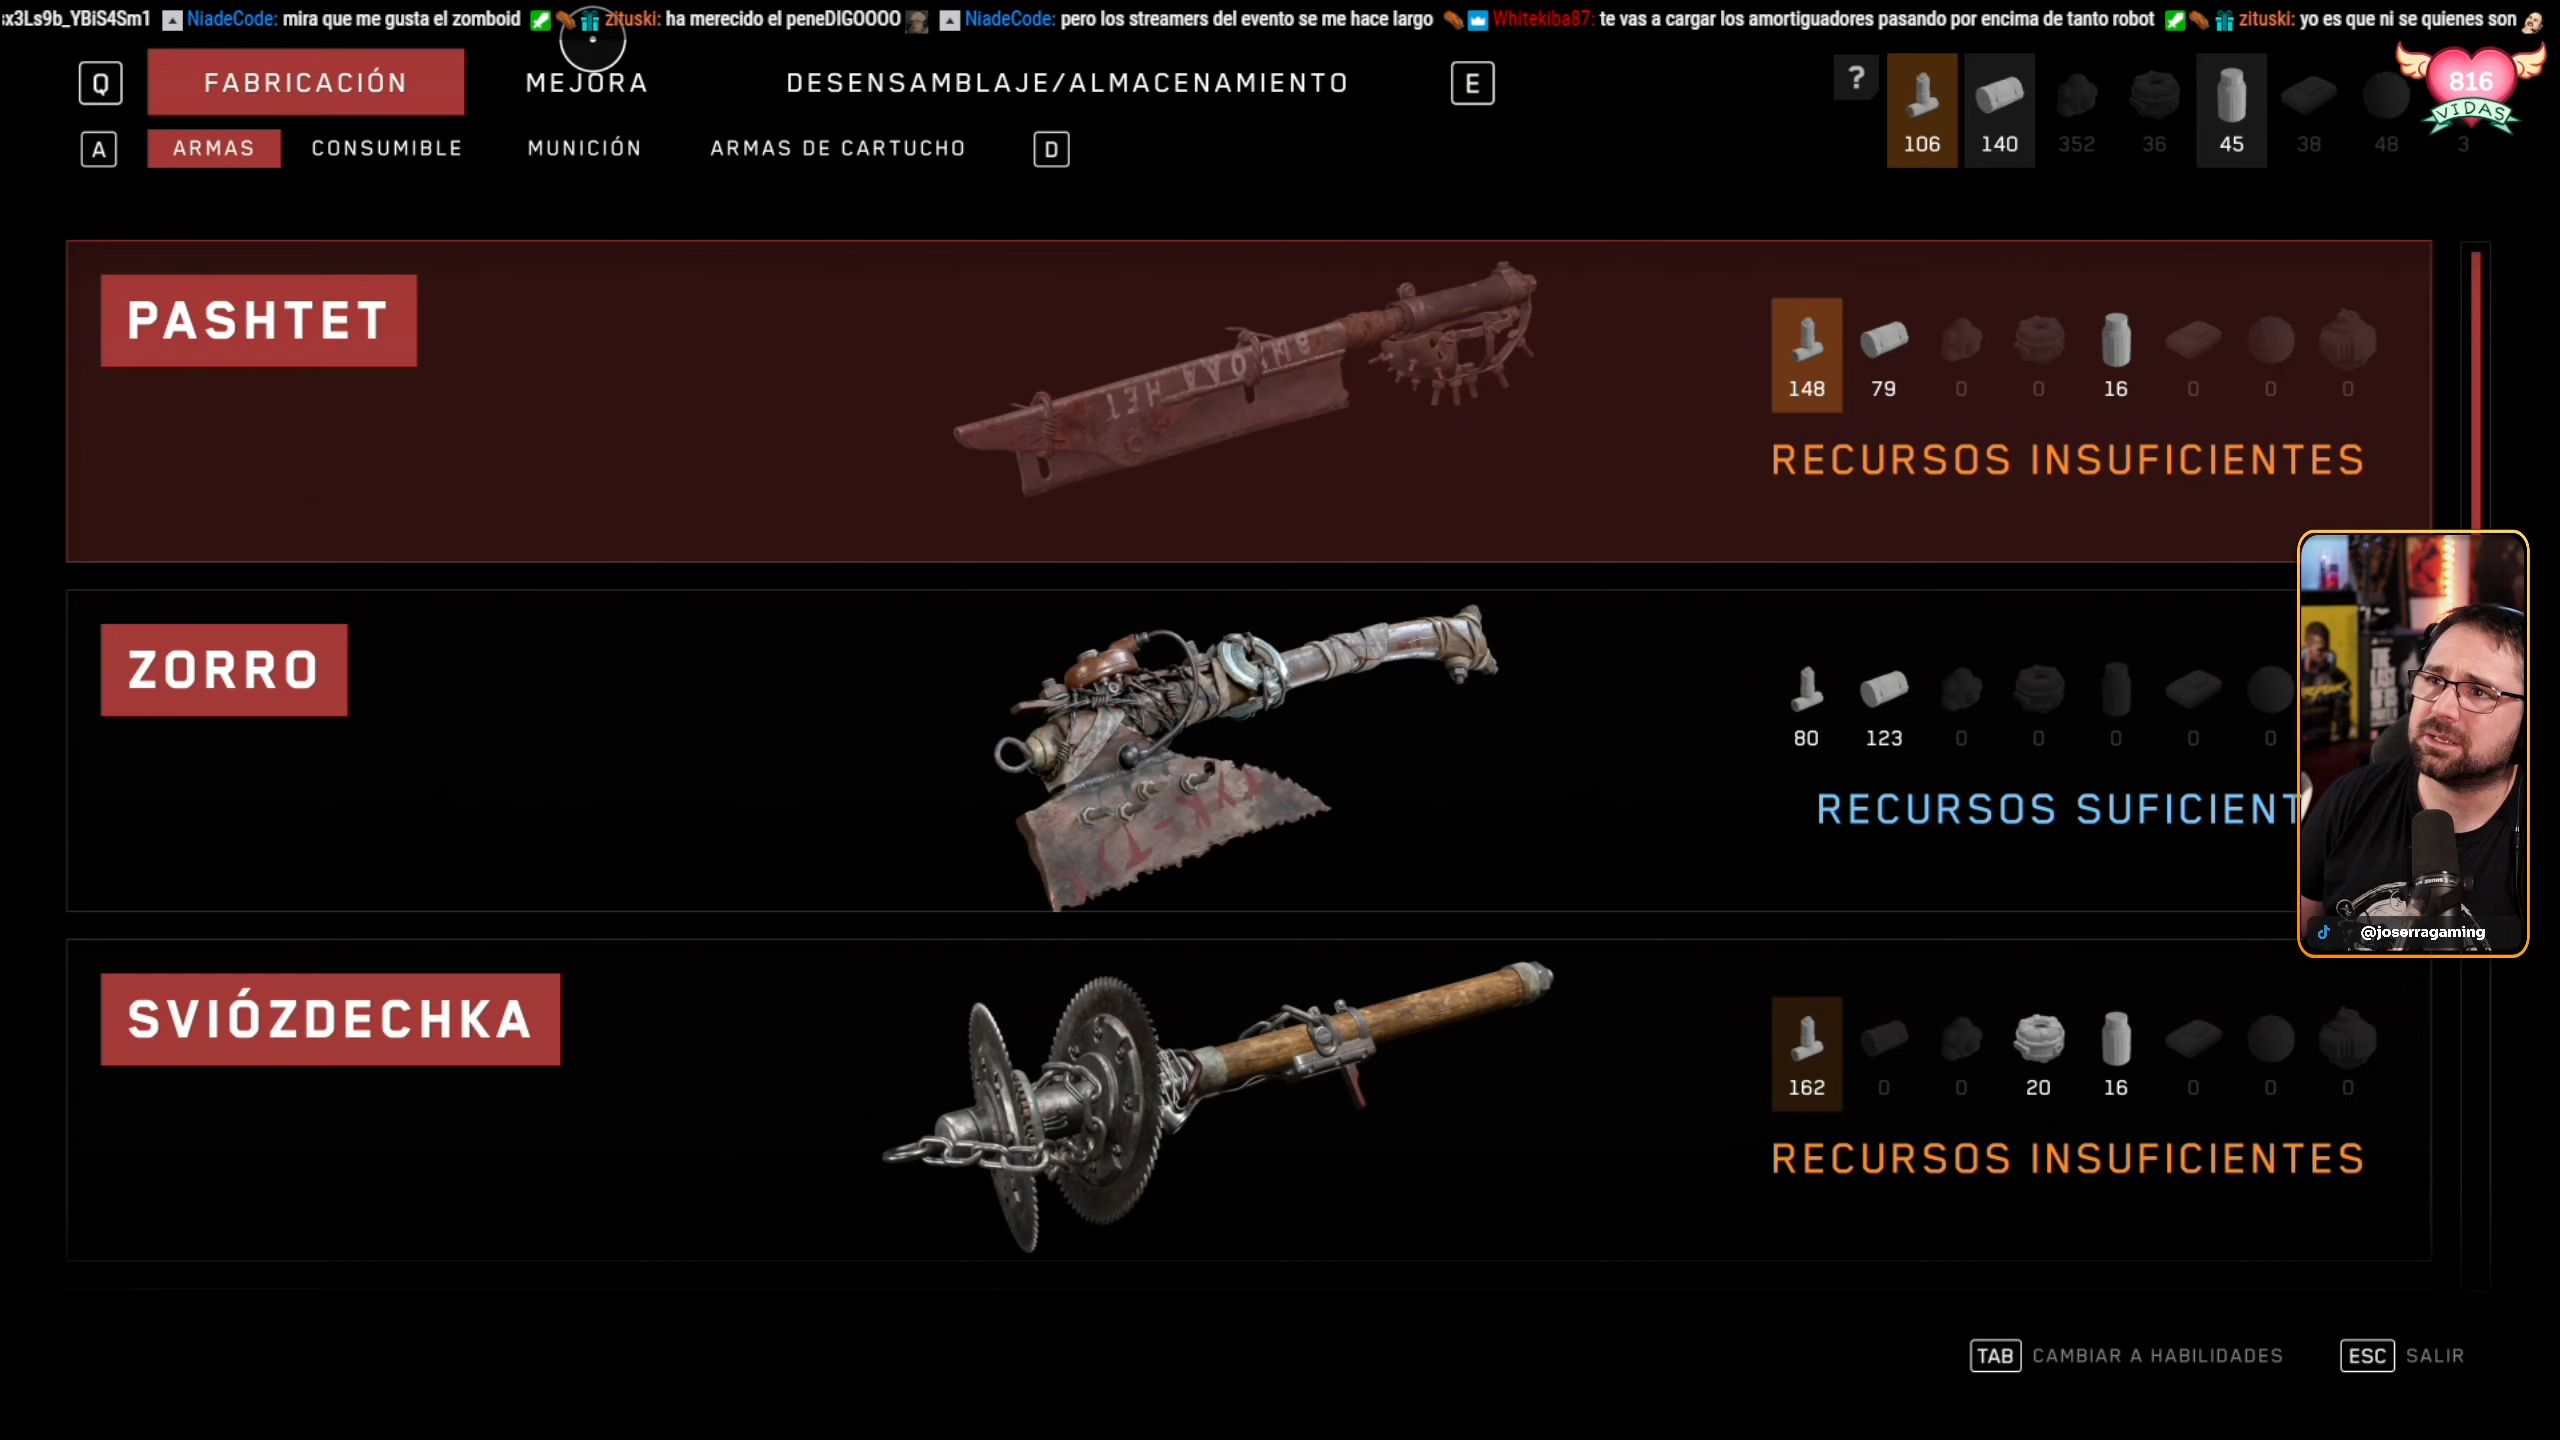 x3Ls9b_YBiS4Sm1 NiadeCode: mira que me gusta el zomboid zituski: ha merecido el peneDIGOOOO NiadeCode: pero los streamers del evento se me hace largo Whitekiba87: te vas a cargar los amortiguadores pasando por encima de tanto robot zituski: yo es que ni se quienes son
Q FABRICACIÓN MEJORA DESENSAMBLAJE/ALMACENAMIENTO E
?
816
VIDAS
106 140 352 36 45 38 48 3
A ARMAS CONSUMIBLE MUNICIÓN ARMAS DE CARTUCHO D
PASHTET
148 79 0 0 16 0 0 0
RECURSOS INSUFICIENTES
ZORRO
80 123 0 0 0 0 0
RECURSOS SUFICIENT
@joserragaming
SVIÓZDECHKA
162 0 0 20 16 0 0 0
RECURSOS INSUFICIENTES
TAB CAMBIAR A HABILIDADES ESC SALIR